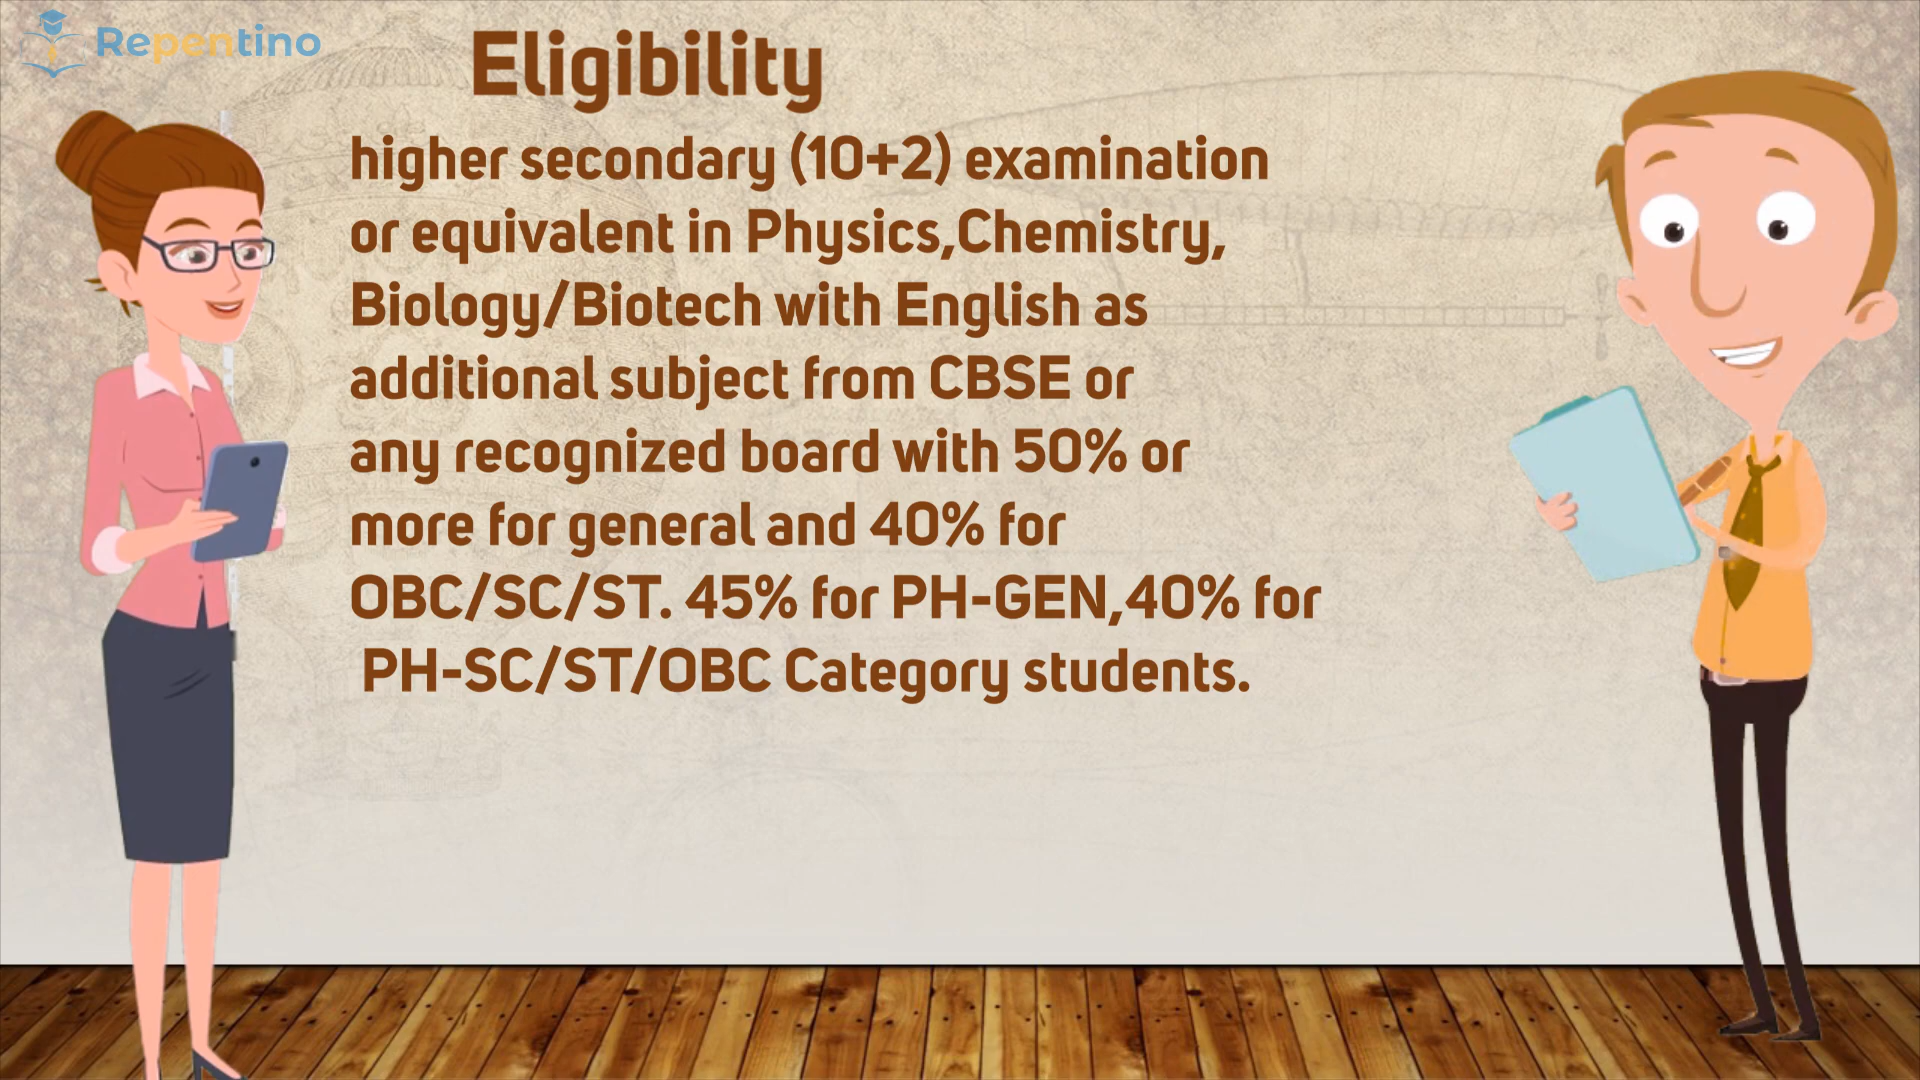 Repentino
Eligibility
higher secondary (10+2) examination
or equivalent in Physics,Chemistry,
Biology/Biotech with English as
additional subject from CBSE or
any recognized board with 50% or
more for general and 40% for
OBC/SC/ST. 45% for PH-GEN,40% for
PH-SC/ST/OBC Category students.